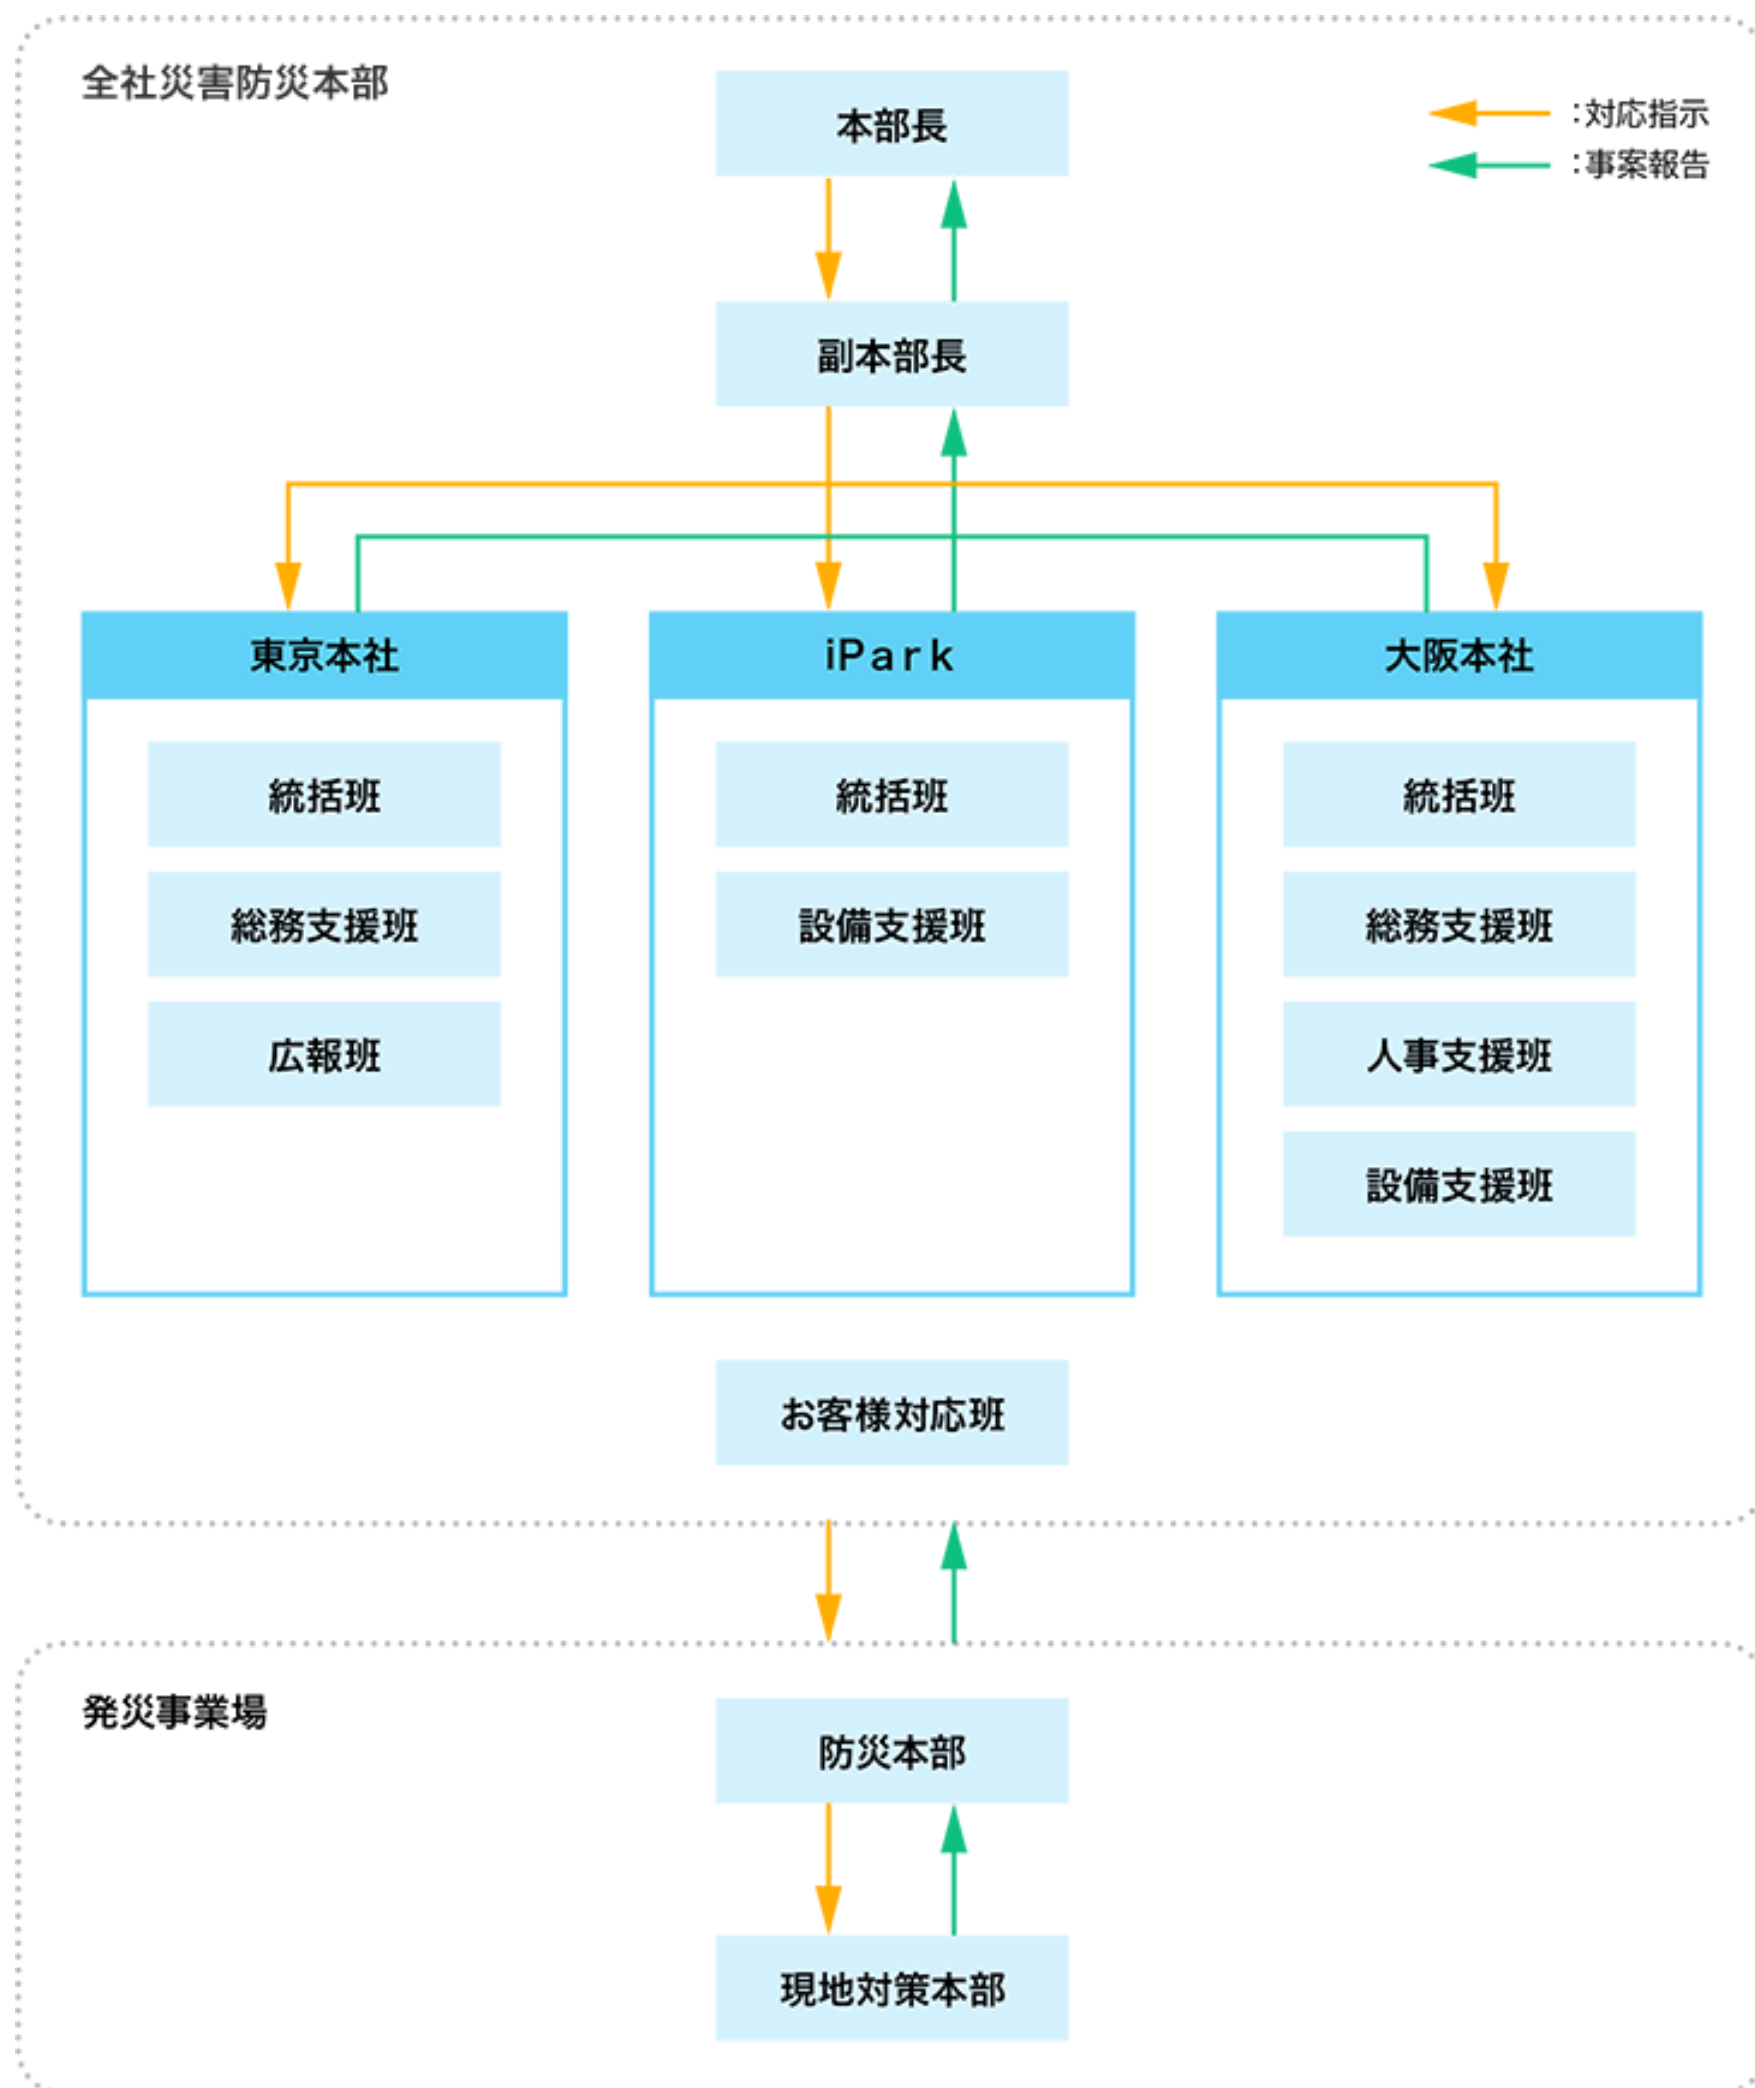 全社災害防災本部
本部長
：対応指示
：事案報告
副本部長
東京本社
iPark
大阪本社
統括班
統括班
統括班
総務支援班
設備支援班
総務支援班
広報班
人事支援班
設備支援班
お客様対応班
発災事業場
防災本部
現地対策本部